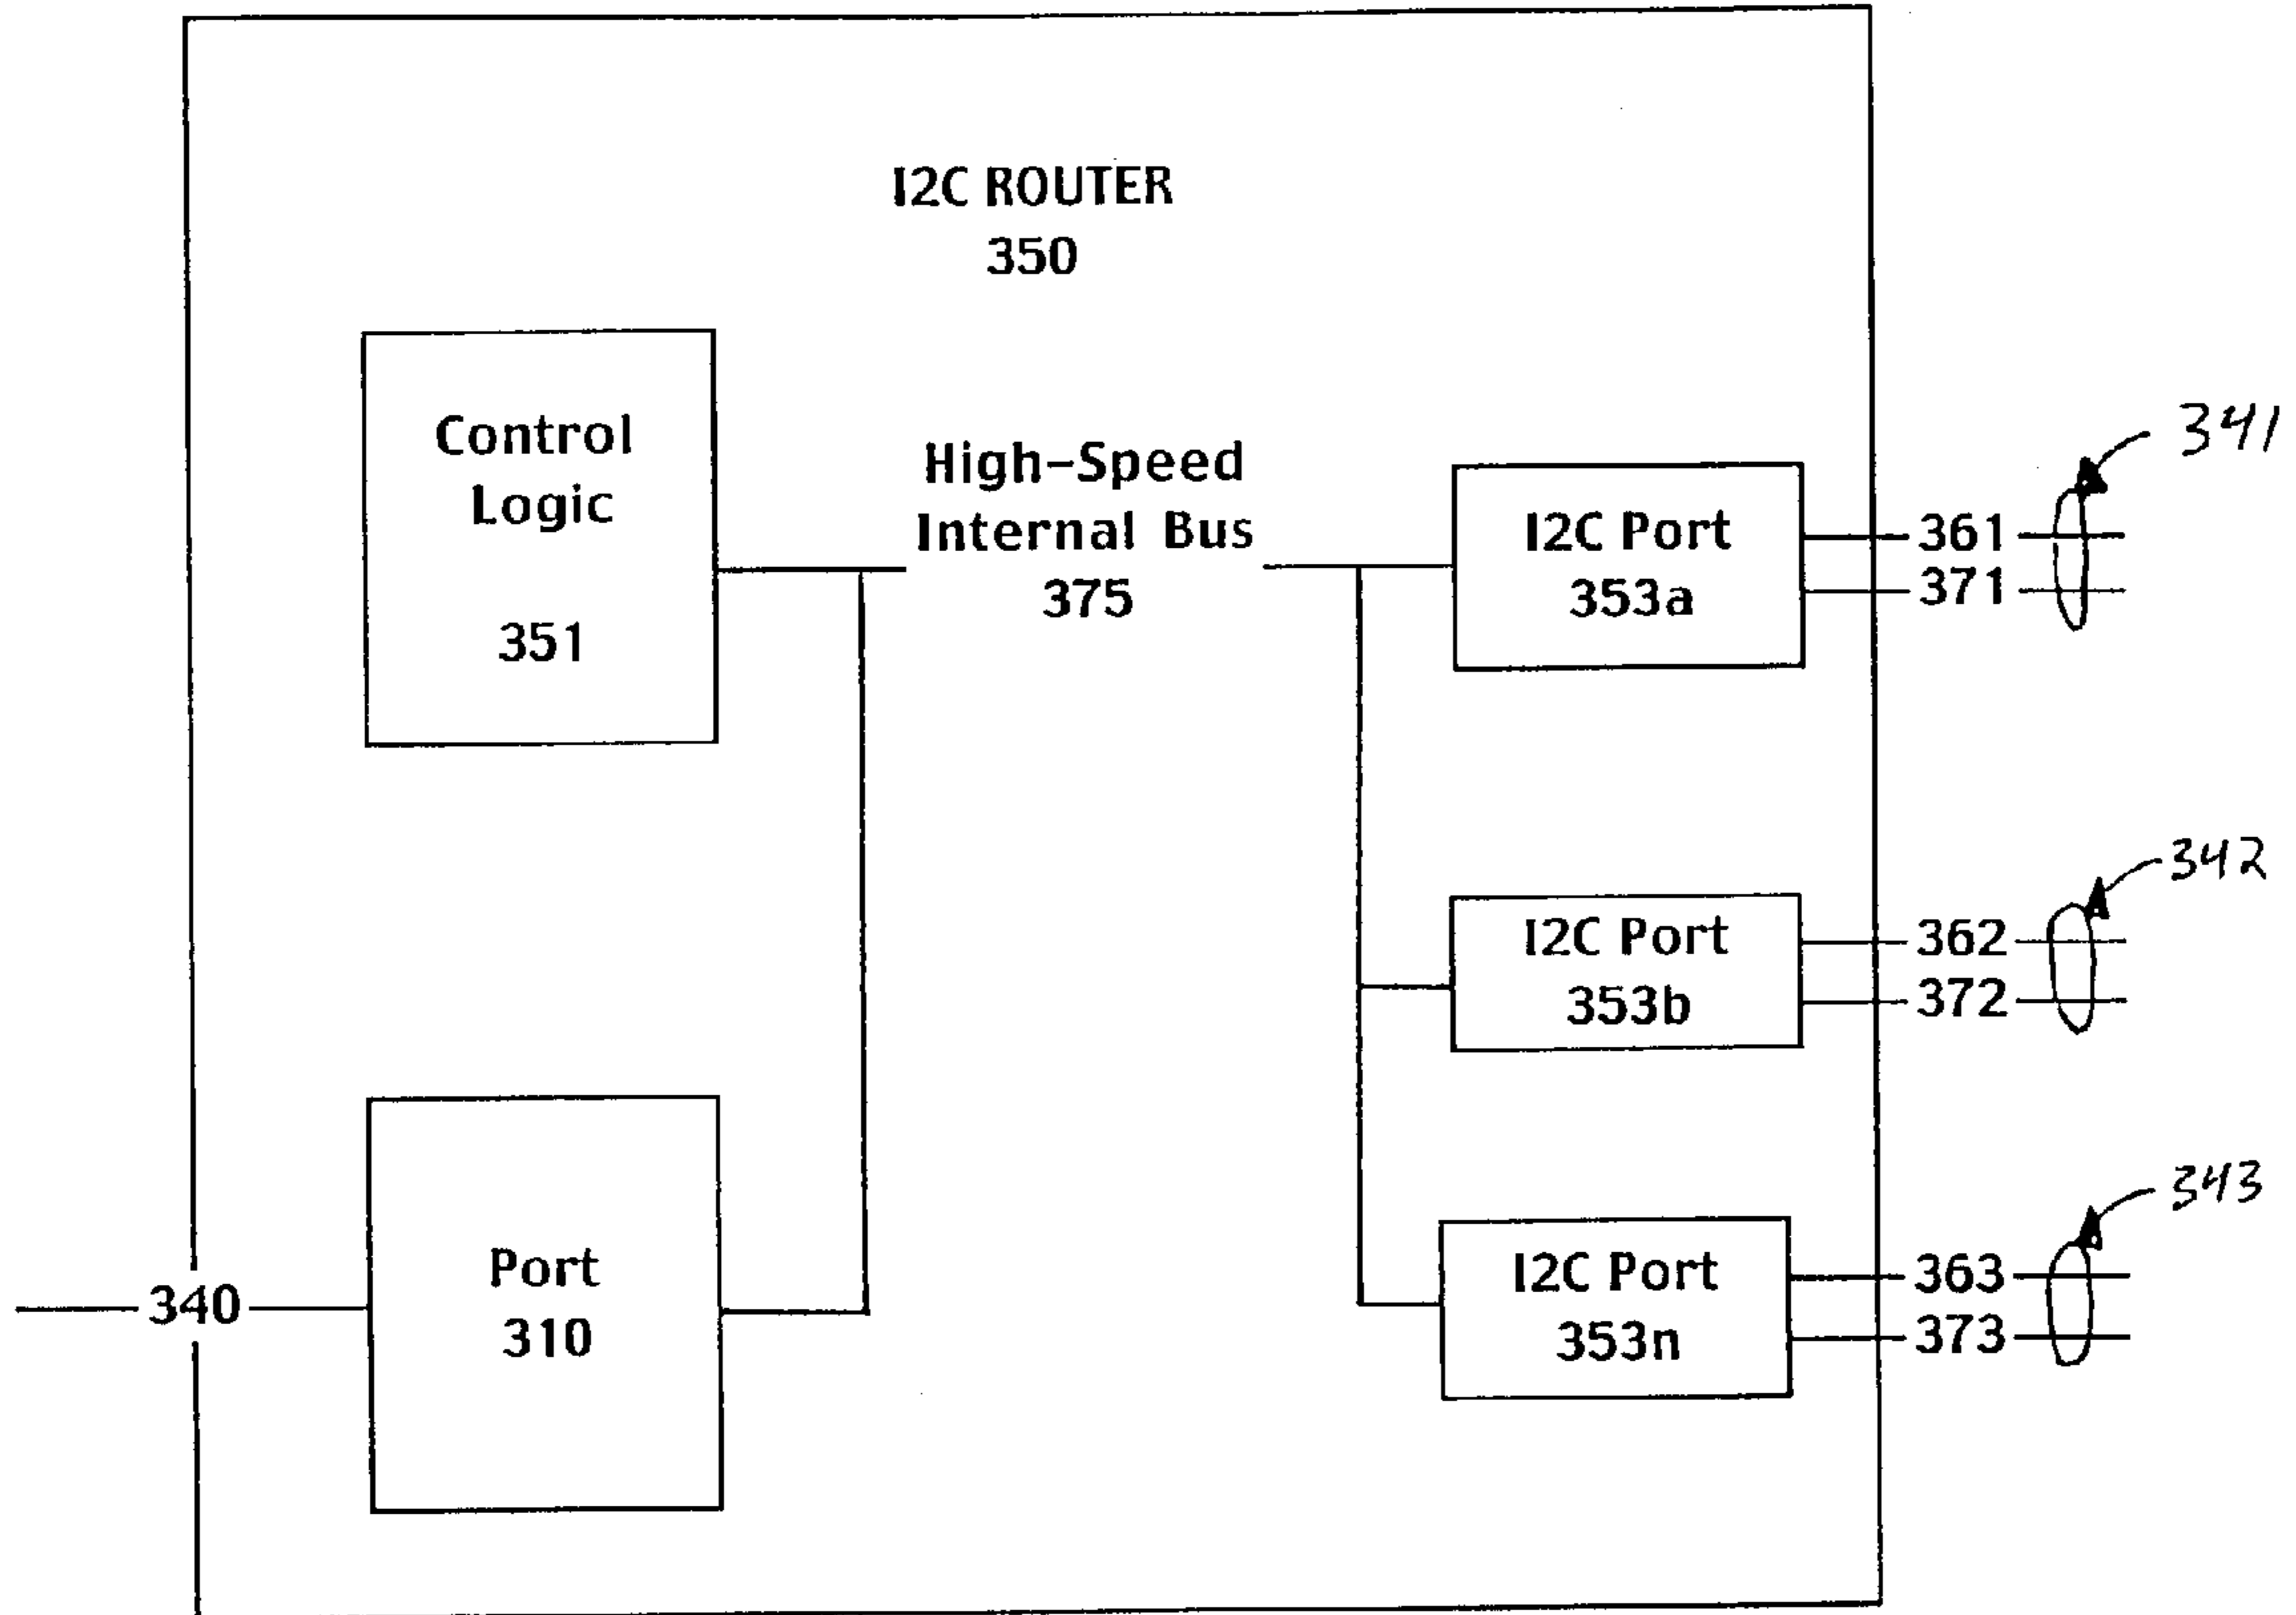 I2C ROUTER
350
Control
Logic
351
High-Speed
Internal Bus
375
I2C Port
353a
361
371
341
I2C Port
353b
362
372
342
Port
310
340
I2C Port
353n
363
373
343